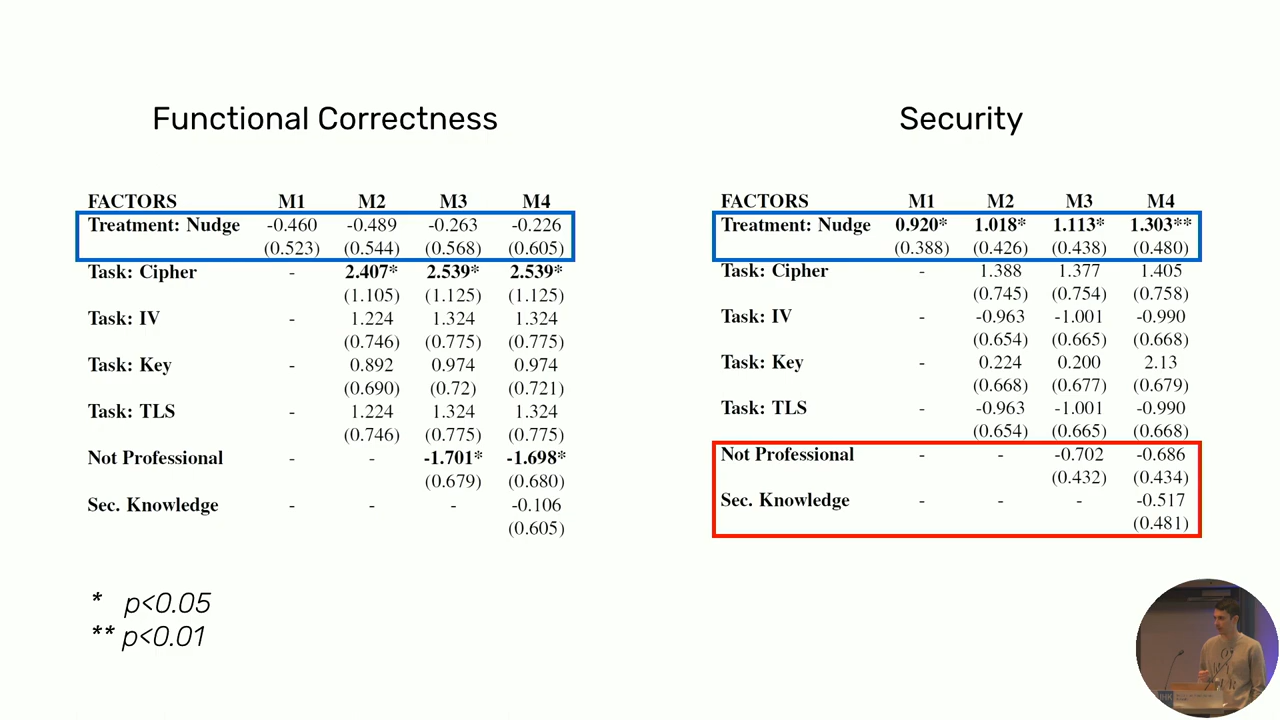 Functional Correctness
FACTORS M1 M2 M3 M4
Treatment: Nudge -0.460 -0.489 -0.263 -0.226
(0.523) (0.544) (0.568) (0.605)
Task: Cipher - 2.407* 2.539* 2.539*
(1.105) (1.125) (1.125)
Task: IV - 1.224 1.324 1.324
(0.746) (0.775) (0.775)
Task: Key - 0.892 0.974 0.974
(0.690) (0.72) (0.721)
Task: TLS - 1.224 1.324 1.324
(0.746) (0.775) (0.775)
Not Professional - - -1.701* -1.698*
(0.679) (0.680)
Sec. Knowledge - - - -0.106
(0.605)
* p<0.05
** p<0.01
Security
FACTORS M1 M2 M3 M4
Treatment: Nudge 0.920* 1.018* 1.113* 1.303**
(0.388) (0.426) (0.438) (0.480)
Task: Cipher - 1.388 1.377 1.405
(0.745) (0.754) (0.758)
Task: IV - -0.963 -1.001 -0.990
(0.654) (0.665) (0.668)
Task: Key - 0.224 0.200 2.13
(0.668) (0.677) (0.679)
Task: TLS - -0.963 -1.001 -0.990
(0.654) (0.665) (0.668)
Not Professional - - -0.702 -0.686
(0.432) (0.434)
Sec. Knowledge - - - -0.517
(0.481)